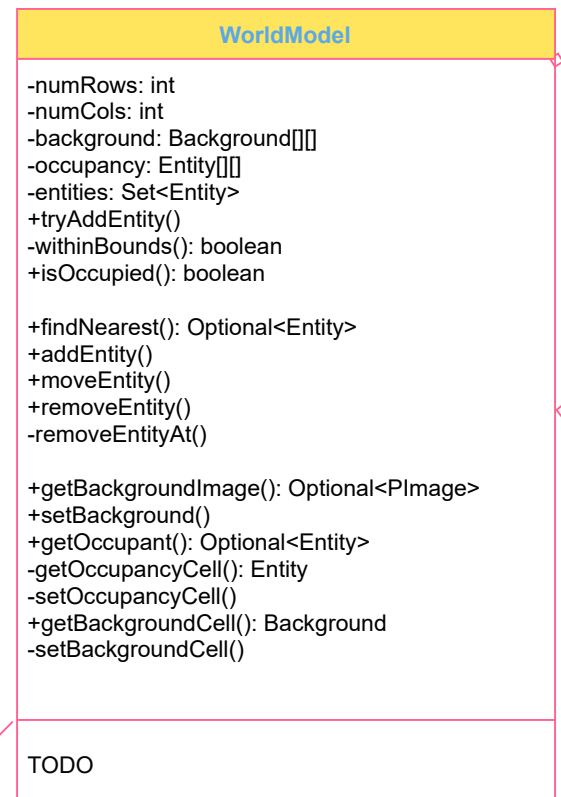 WorldModel
-numRows: int
-numCols: int
-background: Background[][]
-occupancy: Entity[][]
-entities: Set<Entity>
+tryAddEntity()
-withinBounds(): boolean
+isOccupied(): boolean
+findNearest(): Optional<Entity>
+addEntity()
+moveEntity()
+removeEntity()
-removeEntityAt()
+getBackgroundImage(): Optional<PImage>
+setBackground()
+getOccupant(): Optional<Entity>
-getOccupancyCell(): Entity
-setOccupancyCell()
+getBackgroundCell(): Background
-setBackgroundCell()
TODO